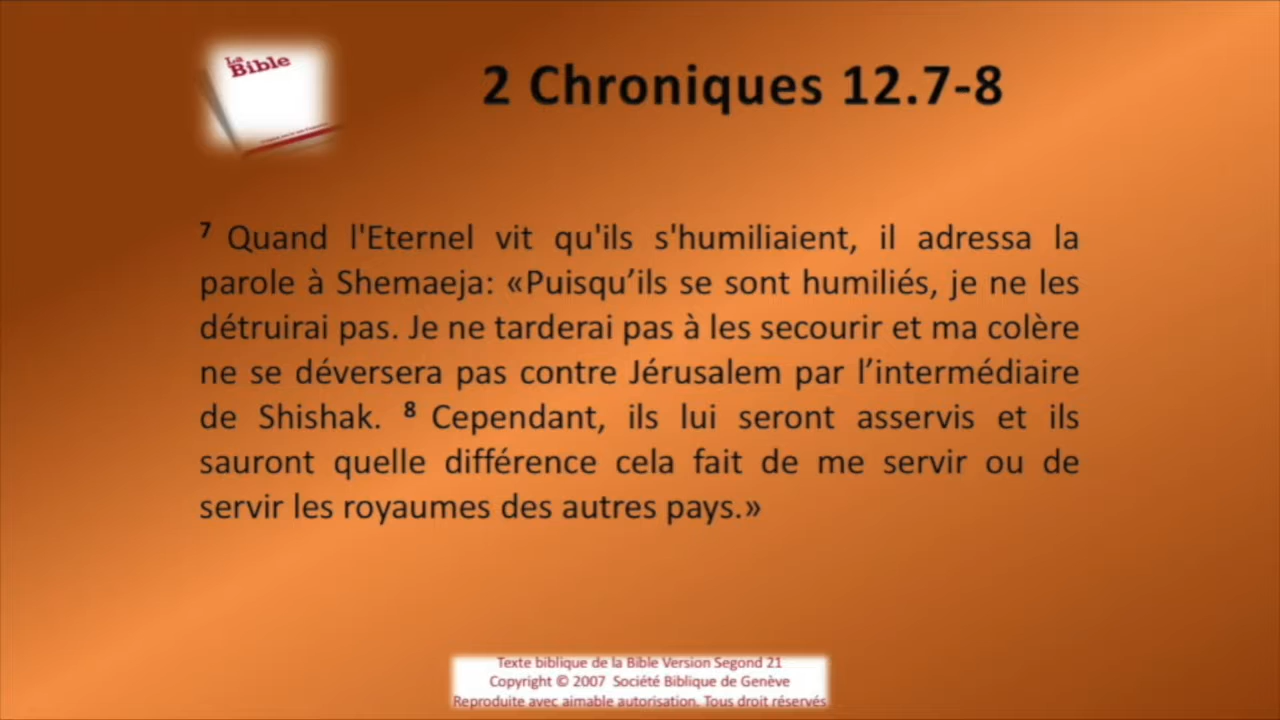 La
Bible
2 Chroniques 12.7-8
7 Quand l'Eternel vit qu'ils s'humiliaient, il adressa la
parole à Shemaeja: «Puisqu’ils se sont humiliés, je ne les
détruirai pas. Je ne tarderai pas à les secourir et ma colère
ne se déversera pas contre Jérusalem par l’intermédiaire
de Shishak. 8 Cependant, ils lui seront asservis et ils
sauront quelle différence cela fait de me servir ou de
servir les royaumes des autres pays.»
Texte biblique de la Bible Version Segond 21
Copyright © 2007 Société Biblique de Genève
Reproduite avec aimable autorisation. Tous droit réservés